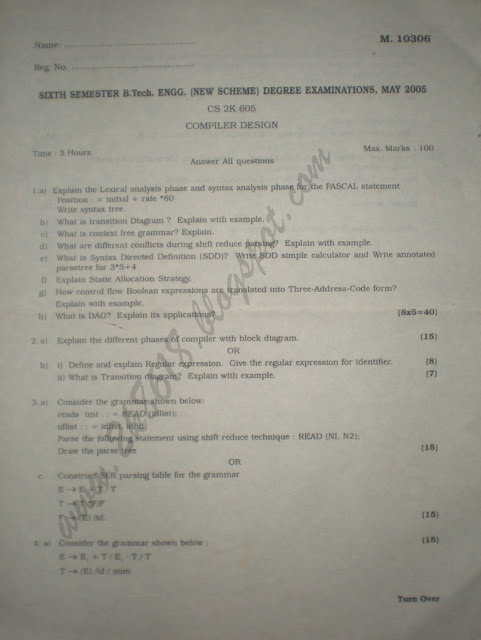 M. 10306
Name: ........................................
Reg. No. ........................................
SIXTH SEMESTER B.Tech. ENGG. (NEW SCHEME) DEGREE EXAMINATIONS, MAY 2005
CS 2K 605
COMPILER DESIGN
Time : 3 Hours Max. Marks : 100
Answer All questions
1.a) Explain the Lexical analysis phase and syntax analysis phase for the PASCAL statement
Position : = initial + rate *60
Write syntax tree
b) What is transition Diagram ? Explain with example.
c) What is context free grammar? Explain.
d) What are different conflicts during shift reduce parsing? Explain with example.
e) What is Syntax Directed Definition (SDD)? Write SDD simple calculator and Write annotated
parsetree for 3*5+4
f) Explain Static Allocation Strategy.
g) How control flow Boolean expressions are translated into Three-Address-Code form?
Explain with example.
h) What is DAG? Explain its applications? (8x5=40)
2. a) Explain the different phases of compiler with block diagram. (15)
OR
b) i) Define and explain Regular expression. Give the regular expression for identifier. (8)
ii) What is Transition diagram? Explain with example. (7)
3. a) Consider the grammar shown below:
reads tmt : : = READ (idlist);
idlist : : = idlist,
Parse the following statement using shift reduce technique : READ (NI, N2);
Draw the parse tree (15)
OR
c. Construct SLR parsing table for the grammar
E → E + T / T
T → T*F/F
F → (E) /id. (15)
4. a) Consider the grammar shown below : (15)
E → E₁ + T / E₁ - T / T
T → (E) /id / num
Turn Over
www.267618.blogspot.com